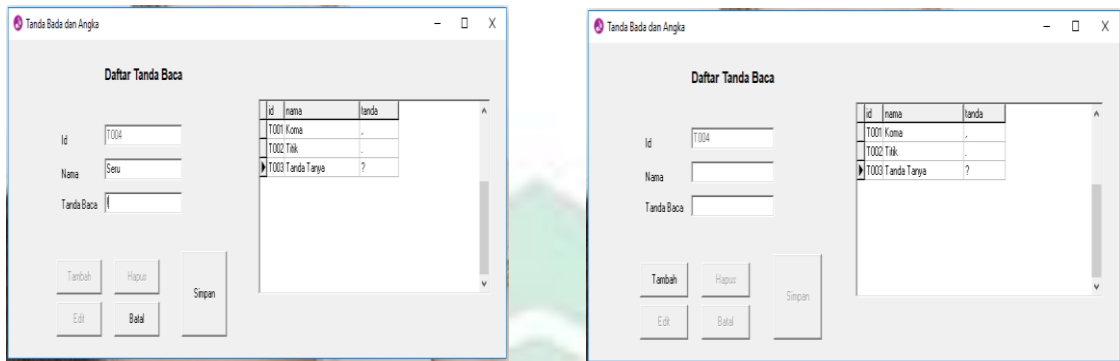 Tanda Bada dan Angka
Daftar Tanda Baca
Id T004
Nama Seru
Tanda Baca !
id nama tanda
T001 Koma ,
T002 Titik .
T003 Tanda Tanya ?
Tambah Hapus
Simpan
Edit Batal
Tanda Bada dan Angka
Daftar Tanda Baca
Id T004
Nama
Tanda Baca
id nama tanda
T001 Koma ,
T002 Titik .
T003 Tanda Tanya ?
Tambah Hapus
Simpan
Edit Batal